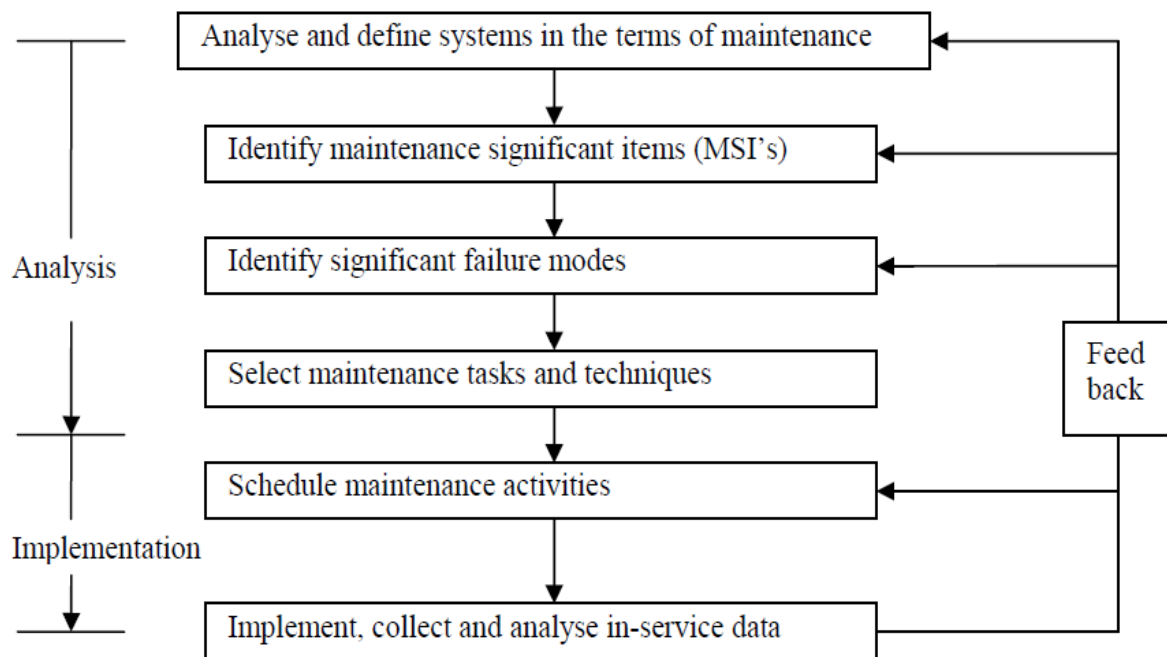 Analyse and define systems in the terms of maintenance
Identify maintenance significant items (MSI’s)
Identify significant failure modes
Analysis
Select maintenance tasks and techniques
Feed
back
Schedule maintenance activities
Implementation
Implement, collect and analyse in-service data